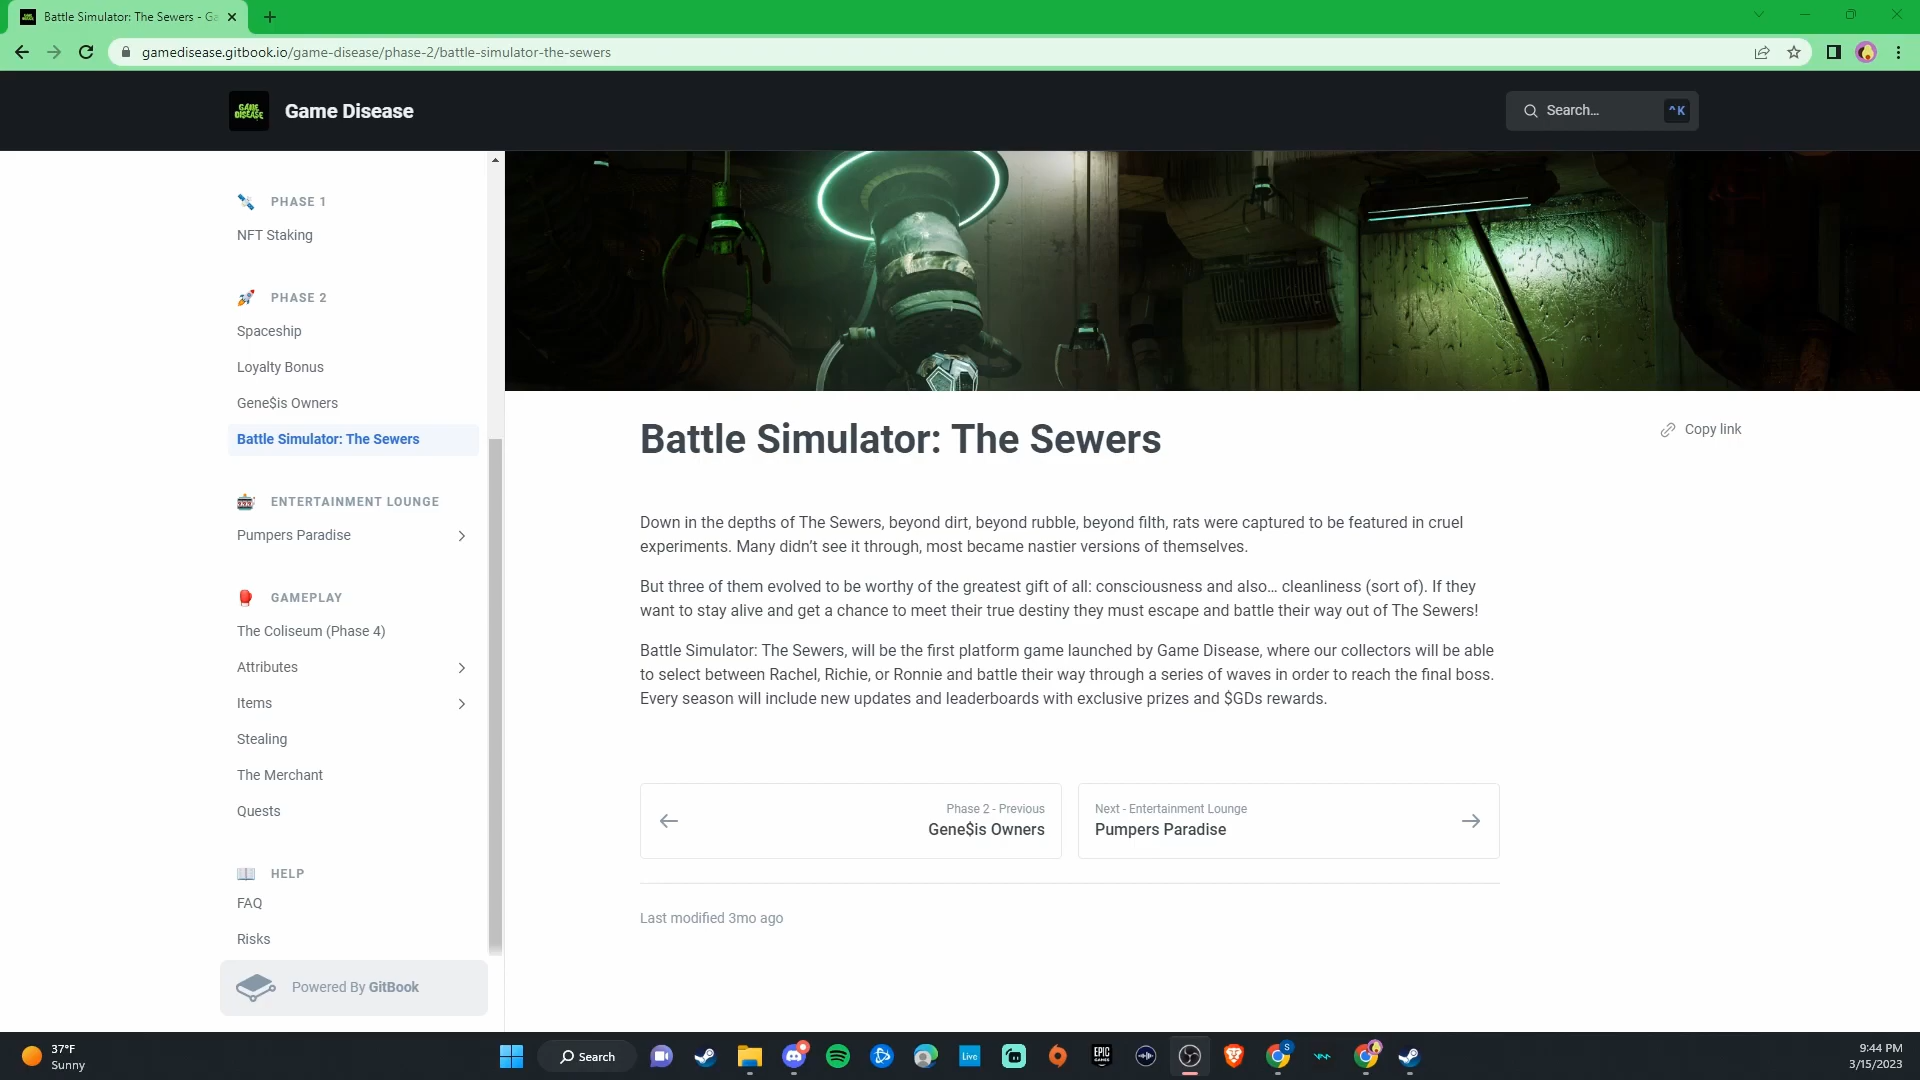 Battle Simulator: The Sewers - Ga
gamedisease.gitbook.io/game-disease/phase-2/battle-simulator-the-sewers
GAME DISEASE
Game Disease
Search...
^K
PHASE 1
NFT Staking
PHASE 2
Spaceship
Loyalty Bonus
Gene$is Owners
Battle Simulator: The Sewers
ENTERTAINMENT LOUNGE
Pumpers Paradise
GAMEPLAY
The Coliseum (Phase 4)
Attributes
Items
Stealing
The Merchant
Quests
HELP
FAQ
Risks
Powered By GitBook
Battle Simulator: The Sewers
Copy link
Down in the depths of The Sewers, beyond dirt, beyond rubble, beyond filth, rats were captured to be featured in cruel
experiments. Many didn’t see it through, most became nastier versions of themselves.
But three of them evolved to be worthy of the greatest gift of all: consciousness and also… cleanliness (sort of). If they
want to stay alive and get a chance to meet their true destiny they must escape and battle their way out of The Sewers!
Battle Simulator: The Sewers, will be the first platform game launched by Game Disease, where our collectors will be able
to select between Rachel, Richie, or Ronnie and battle their way through a series of waves in order to reach the final boss.
Every season will include new updates and leaderboards with exclusive prizes and $GDs rewards.
Phase 2 - Previous
Gene$is Owners
Next - Entertainment Lounge
Pumpers Paradise
Last modified 3mo ago
37°F
Sunny
Search
Live
EPIC GAMES
S
9:44 PM
3/15/2023